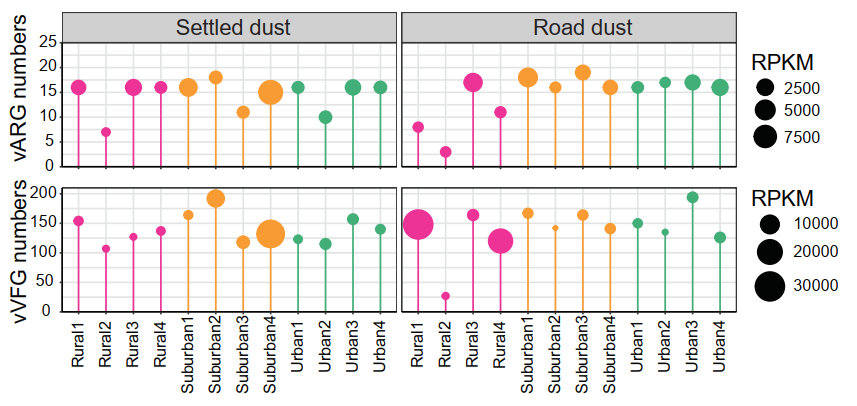 Settled dust
Road dust
vARG numbers
25
20
15
10
5
0
RPKM
2500
5000
7500
vVFG numbers
200
150
100
50
0
RPKM
10000
20000
30000
Rural1
Rural2
Rural3
Rural4
Suburban1
Suburban2
Suburban3
Suburban4
Urban1
Urban2
Urban3
Urban4
Rural1
Rural2
Rural3
Rural4
Suburban1
Suburban2
Suburban3
Suburban4
Urban1
Urban2
Urban3
Urban4